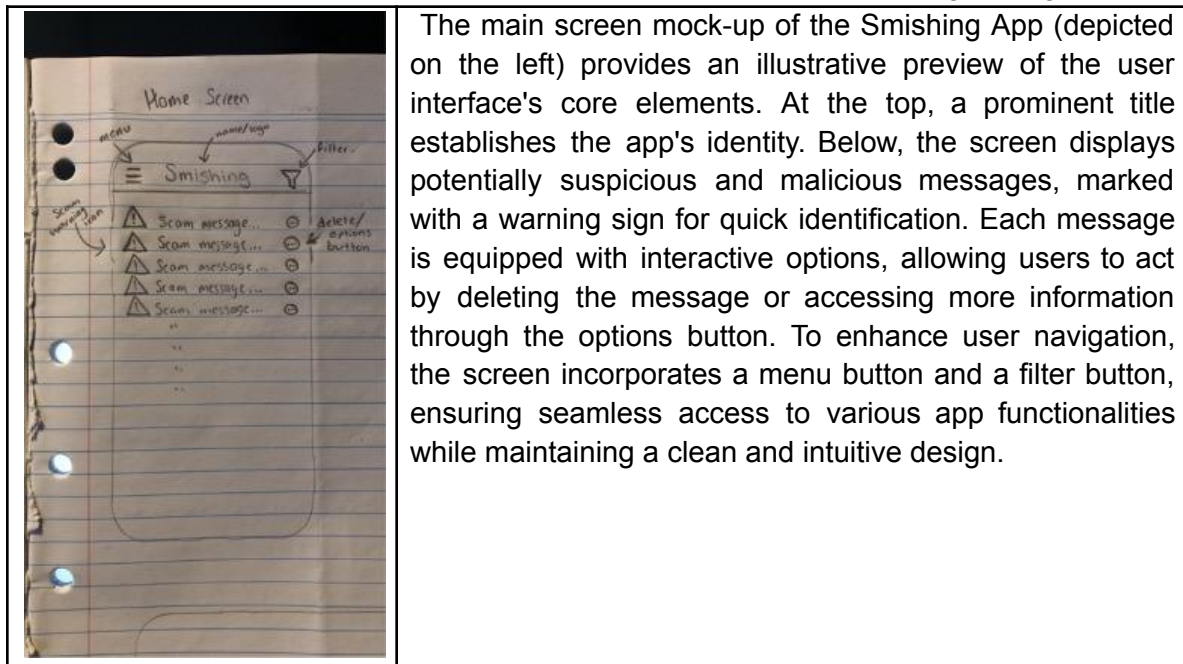 Home Screen
menu
name/logo
filter.
Smishing
Scam warning icon
Scam message...
Scam message...
Scam message...
Scam message...
Scam message...
delete/
options
button
The main screen mock-up of the Smishing App (depicted
on the left) provides an illustrative preview of the user
interface's core elements. At the top, a prominent title
establishes the app's identity. Below, the screen displays
potentially suspicious and malicious messages, marked
with a warning sign for quick identification. Each message
is equipped with interactive options, allowing users to act
by deleting the message or accessing more information
through the options button. To enhance user navigation,
the screen incorporates a menu button and a filter button,
ensuring seamless access to various app functionalities
while maintaining a clean and intuitive design.